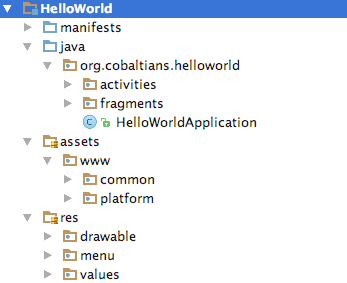 HelloWorld
manifests
java
org.cobaltians.helloworld
activities
fragments
C HelloWorldApplication
assets
www
common
platform
res
drawable
menu
values